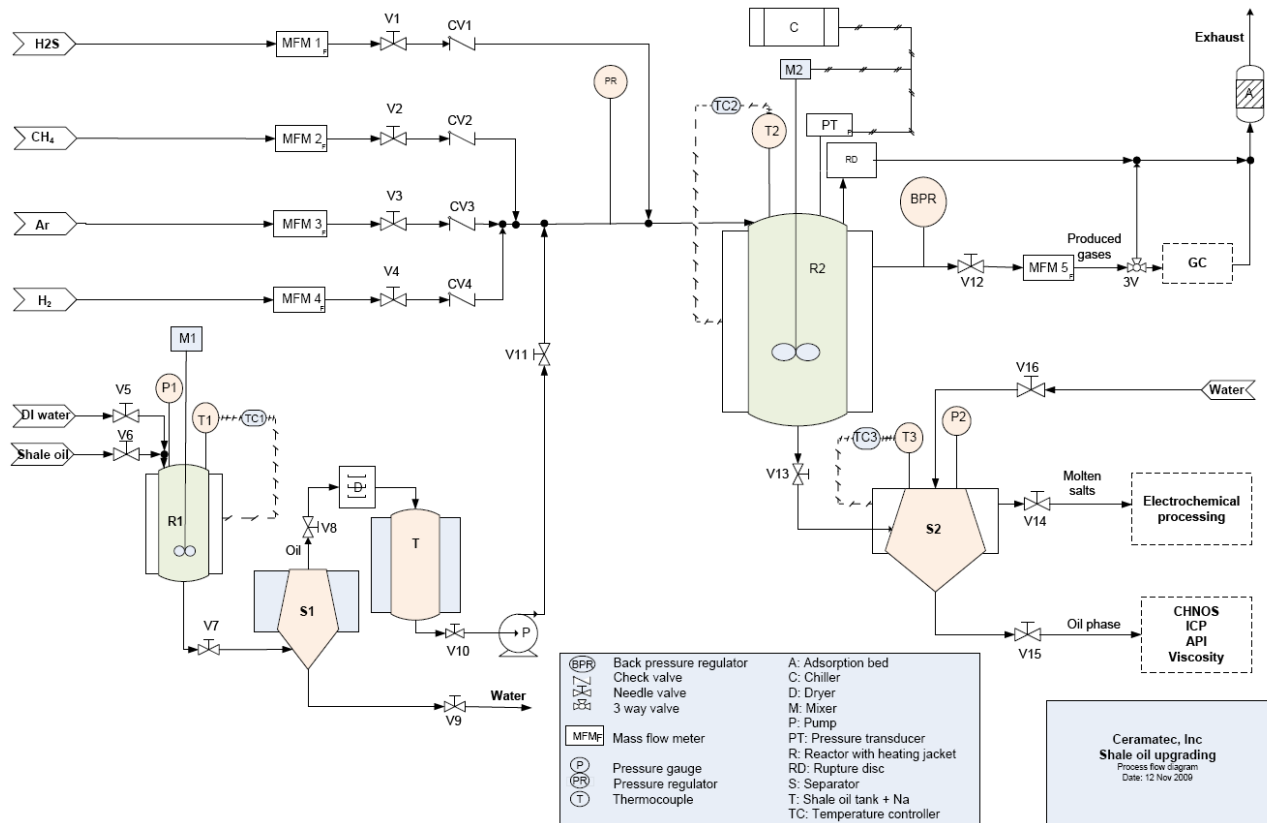 H2S
MFM 1
F
V1
CV1
CH4
MFM 2
F
V2
CV2
Ar
MFM 3
F
V3
CV3
H2
MFM 4
F
V4
CV4
PR
C
M2
TC2
T2
PT
P
RD
R2
BPR
V12
MFM 5
F
Produced
gases
3V
GC
Exhaust
A
M1
P1
V5
DI water
V6
Shale oil
T1
TC1
R1
V7
S1
Oil
V8
D
T
V10
P
V11
V9
Water
V13
TC3
T3
P2
V16
Water
S2
Molten
salts
V14
Electrochemical
processing
V15
Oil phase
CHNOS
ICP
API
Viscosity
BPR Back pressure regulator
Check valve
Needle valve
3 way valve
MFM F Mass flow meter
P Pressure gauge
PR Pressure regulator
T Thermocouple
A: Adsorption bed
C: Chiller
D: Dryer
M: Mixer
P: Pump
PT: Pressure transducer
R: Reactor with heating jacket
RD: Rupture disc
S: Separator
T: Shale oil tank + Na
TC: Temperature controller
Ceramatec, Inc
Shale oil upgrading
Process flow diagram
Date: 12 Nov 2009